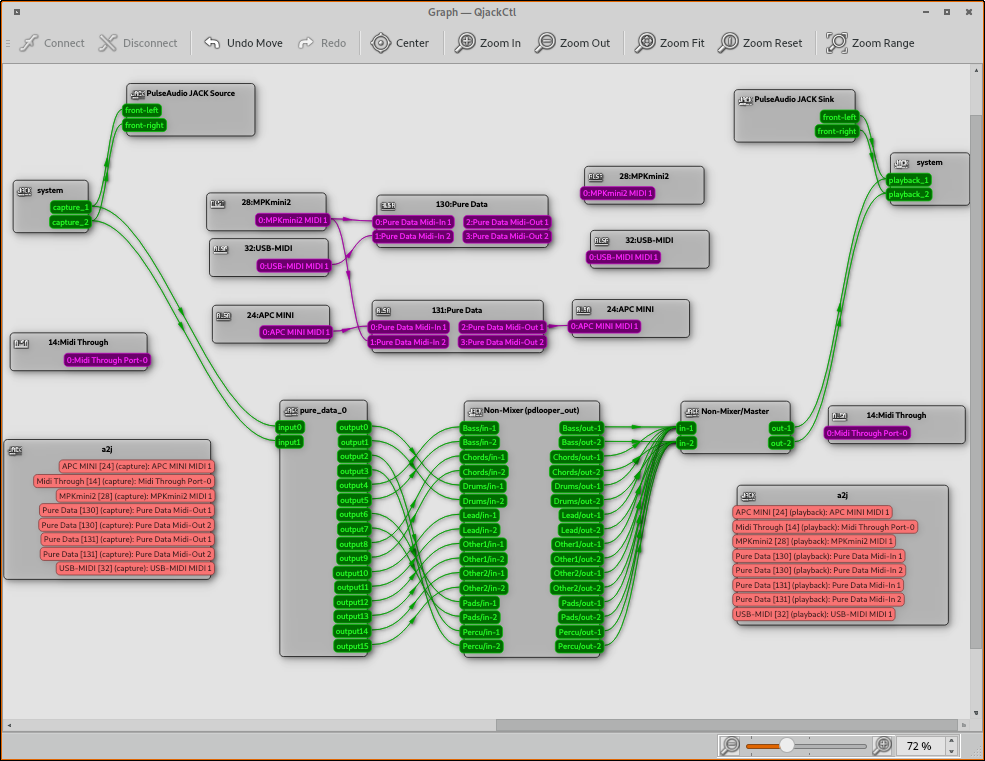 Graph — QjackCtl
Connect
Disconnect
Undo Move
Redo
Center
Zoom In
Zoom Out
Zoom Fit
Zoom Reset
Zoom Range
PulseAudio JACK Source
front-left
front-right
PulseAudio JACK Sink
front-left
front-right
system
capture_1
capture_2
system
playback_1
playback_2
28:MPKmini2
0:MPKmini2 MIDI 1
130:Pure Data
0:Pure Data Midi-In 1
2:Pure Data Midi-Out 1
1:Pure Data Midi-In 2
3:Pure Data Midi-Out 2
28:MPKmini2
0:MPKmini2 MIDI 1
32:USB-MIDI
0:USB-MIDI MIDI 1
32:USB-MIDI
0:USB-MIDI MIDI 1
24:APC MINI
0:APC MINI MIDI 1
131:Pure Data
0:Pure Data Midi-In 1
2:Pure Data Midi-Out 1
1:Pure Data Midi-In 2
3:Pure Data Midi-Out 2
24:APC MINI
0:APC MINI MIDI 1
14:Midi Through
0:Midi Through Port-0
pure_data_0
input0
input1
output0
output1
output2
output3
output4
output5
output6
output7
output8
output9
output10
output11
output12
output13
output14
output15
Non-Mixer (pdlooper_out)
Bass/in-1
Bass/in-2
Chords/in-1
Chords/in-2
Drums/in-1
Drums/in-2
Lead/in-1
Lead/in-2
Other1/in-1
Other1/in-2
Other2/in-1
Other2/in-2
Pads/in-1
Pads/in-2
Percu/in-1
Percu/in-2
Bass/out-1
Bass/out-2
Chords/out-1
Chords/out-2
Drums/out-1
Drums/out-2
Lead/out-1
Lead/out-2
Other1/out-1
Other1/out-2
Other2/out-1
Other2/out-2
Pads/out-1
Pads/out-2
Percu/out-1
Percu/out-2
Non-Mixer/Master
in-1
in-2
out-1
out-2
14:Midi Through
0:Midi Through Port-0
a2j
APC MINI [24] (capture): APC MINI MIDI 1
Midi Through [14] (capture): Midi Through Port-0
MPKmini2 [28] (capture): MPKmini2 MIDI 1
Pure Data [130] (capture): Pure Data Midi-Out 1
Pure Data [130] (capture): Pure Data Midi-Out 2
Pure Data [131] (capture): Pure Data Midi-Out 1
Pure Data [131] (capture): Pure Data Midi-Out 2
USB-MIDI [32] (capture): USB-MIDI MIDI 1
a2j
APC MINI [24] (playback): APC MINI MIDI 1
Midi Through [14] (playback): Midi Through Port-0
MPKmini2 [28] (playback): MPKmini2 MIDI 1
Pure Data [130] (playback): Pure Data Midi-In 1
Pure Data [130] (playback): Pure Data Midi-In 2
Pure Data [131] (playback): Pure Data Midi-In 1
Pure Data [131] (playback): Pure Data Midi-In 2
USB-MIDI [32] (playback): USB-MIDI MIDI 1
72 %